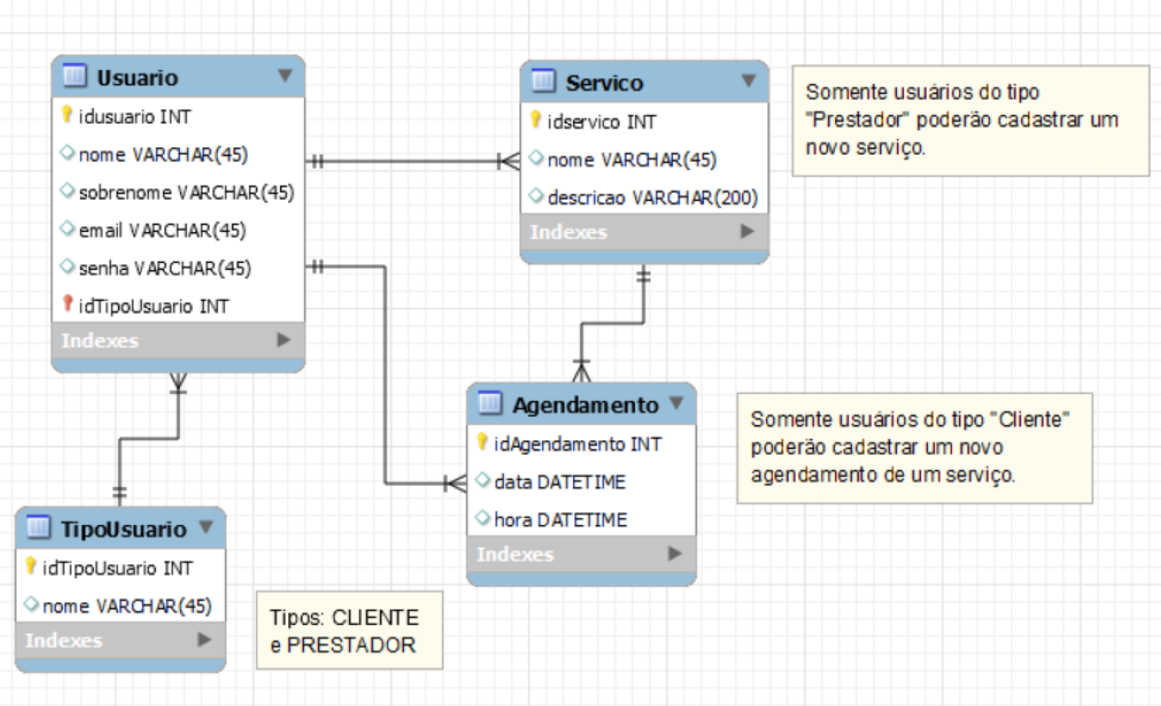 Usuario
idusuario INT
nome VARCHAR(45)
sobrenome VARCHAR(45)
email VARCHAR(45)
senha VARCHAR(45)
idTipoUsuario INT
Indexes
Servico
idservico INT
nome VARCHAR(45)
descricao VARCHAR(200)
Indexes
Somente usuários do tipo
"Prestador" poderão cadastrar um
novo serviço.
Agendamento
idAgendamento INT
data DATETIME
hora DATETIME
Indexes
Somente usuários do tipo "Cliente"
poderão cadastrar um novo
agendamento de um serviço.
TipoUsuario
idTipoUsuario INT
nome VARCHAR(45)
Indexes
Tipos: CLIENTE
e PRESTADOR